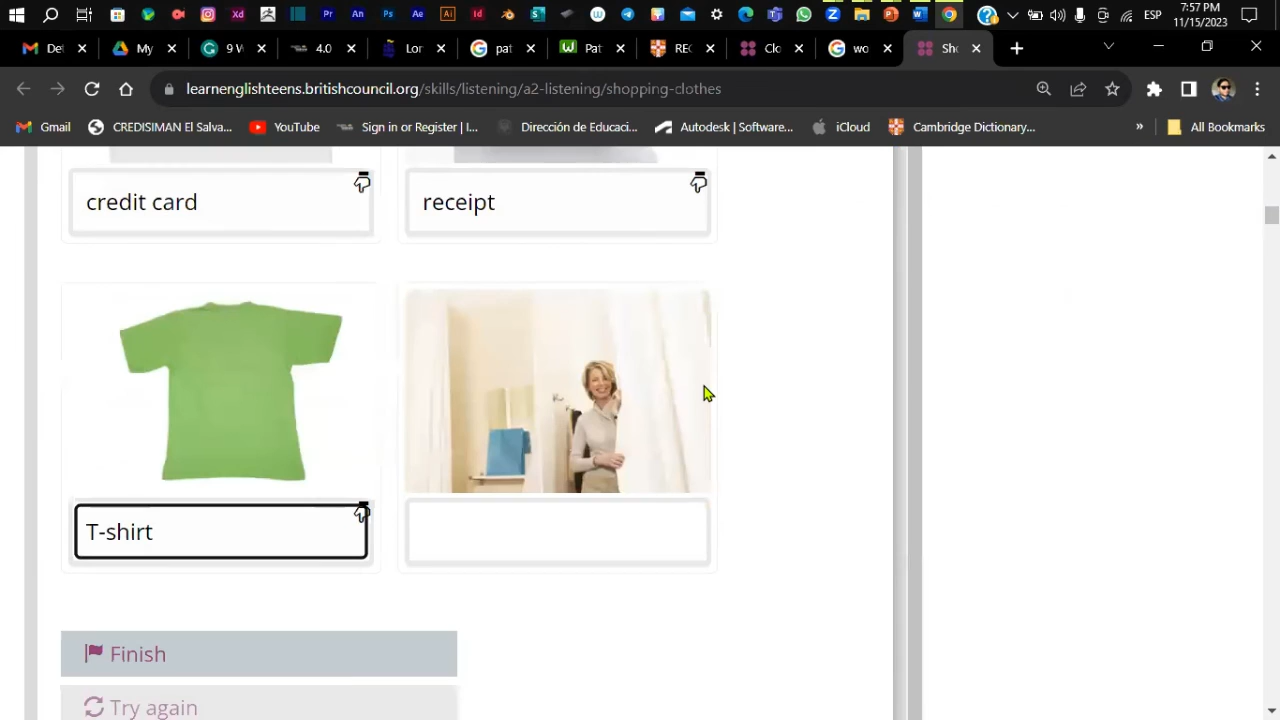 7:57 PM
ESP
11/15/2023
Det
My
9 W
4.0
Lor
pat
Pat
REC
Clo
wo
Sho
learnenglishteens.britishcouncil.org/skills/listening/a2-listening/shopping-clothes
Gmail
CREDISIMAN El Salva...
YouTube
Sign in or Register | I...
Dirección de Educaci...
Autodesk | Software...
iCloud
Cambridge Dictionary...
»
All Bookmarks
credit card
receipt
T-shirt
Finish
Try again